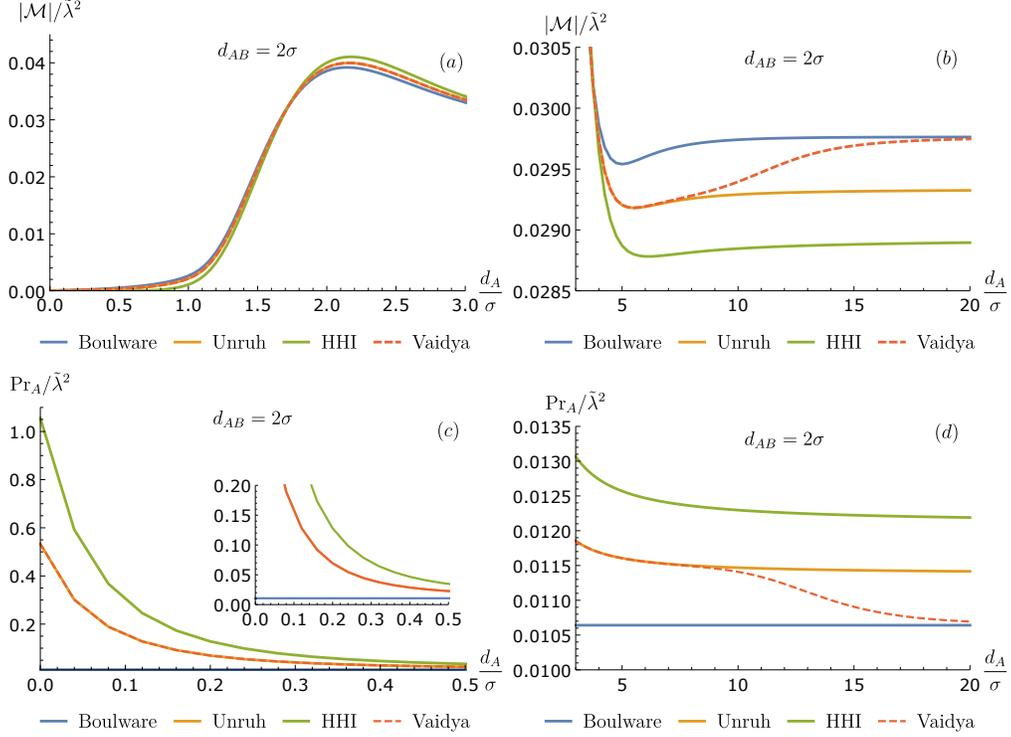 |ℳ|/λ̃²
d_AB = 2σ
(a)
0.04
0.03
0.02
0.01
0.00
0.0 0.5 1.0 1.5 2.0 2.5 3.0
d_A/σ
Boulware Unruh HHI Vaidya
|ℳ|/λ̃²
d_AB = 2σ
(b)
0.0305
0.0300
0.0295
0.0290
0.0285
5 10 15 20
d_A/σ
Boulware Unruh HHI Vaidya
Pr_A/λ̃²
d_AB = 2σ
(c)
1.0
0.8
0.6
0.4
0.2
0.20
0.15
0.10
0.05
0.00
0.0 0.1 0.2 0.3 0.4 0.5
0.0 0.1 0.2 0.3 0.4 0.5
d_A/σ
Boulware Unruh HHI Vaidya
Pr_A/λ̃²
d_AB = 2σ
(d)
0.0135
0.0130
0.0125
0.0120
0.0115
0.0110
0.0105
0.0100
5 10 15 20
d_A/σ
Boulware Unruh HHI Vaidya